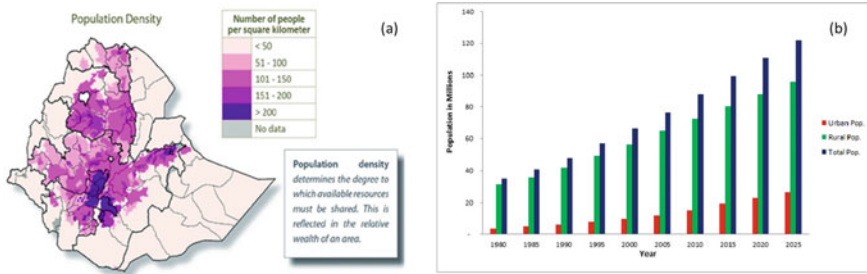 Population Density
Number of people
per square kilometer
< 50
51 - 100
101 - 150
151 - 200
> 200
No data
(a)
Population density
determines the degree to
which available resources
must be shared. This is
reflected in the relative
wealth of an area.
(b)
Population in Millions
140
120
100
80
60
40
20
-
1980 1985 1990 1995 2000 2005 2010 2015 2020 2025
Year
Urban Pop.
Rural Pop.
Total Pop.